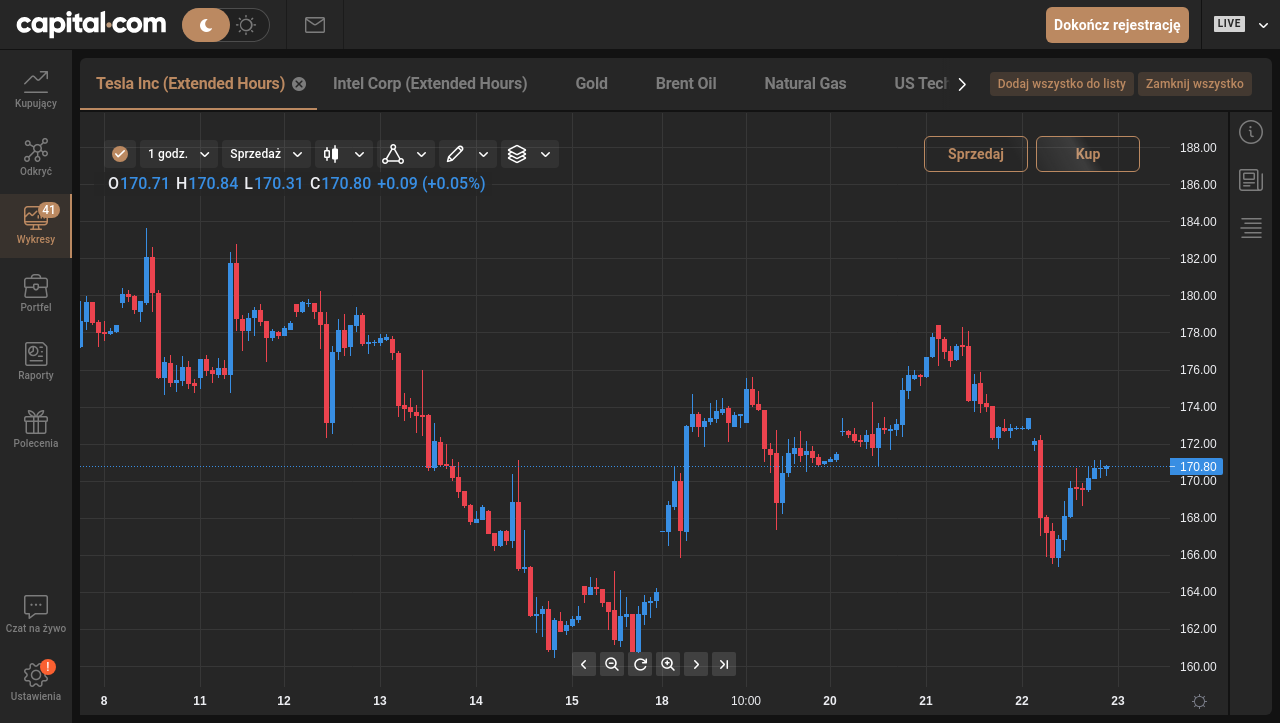 capital.com
Dokończ rejestrację
LIVE
Kupujący
Odkryć
41
Wykresy
Portfel
Raporty
Polecenia
Czat na żywo
!
Ustawienia
Tesla Inc (Extended Hours)
Intel Corp (Extended Hours)
Gold
Brent Oil
Natural Gas
US Tech
Dodaj wszystko do listy
Zamknij wszystko
1 godz.
Sprzedaż
Sprzedaj
Kup
O170.71 H170.84 L170.31 C170.80 +0.09 (+0.05%)
188.00
186.00
184.00
182.00
180.00
178.00
176.00
174.00
172.00
170.80
170.00
168.00
166.00
164.00
162.00
160.00
8 11 12 13 14 15 18 10:00 20 21 22 23